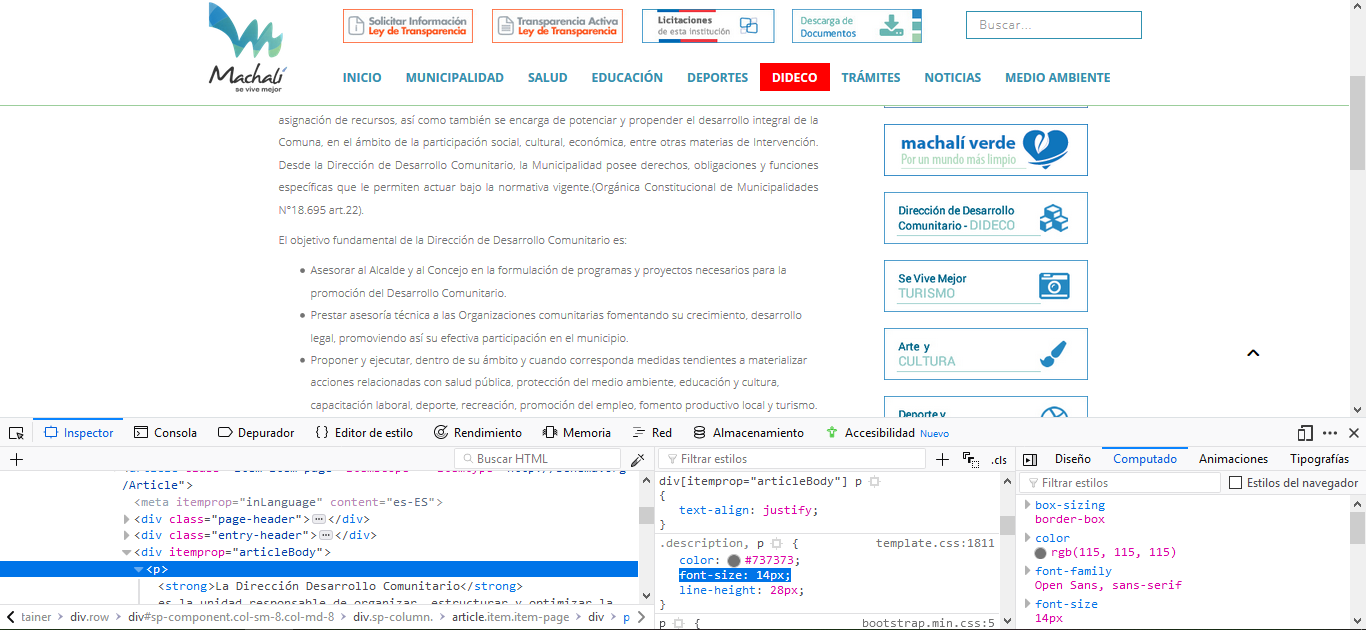 Machalí
se vive mejor
Solicitar Información
Ley de Transparencia
Transparencia Activa
Ley de Transparencia
Licitaciones
de esta Institución
Descarga de
Documentos
Buscar...
INICIO MUNICIPALIDAD SALUD EDUCACIÓN DEPORTES DIDECO TRÁMITES NOTICIAS MEDIO AMBIENTE
asignación de recursos, así como también se encarga de potenciar y propender el desarrollo integral de la
Comuna, en el ámbito de la participación social, cultural, económica, entre otras materias de Intervención.
Desde la Dirección de Desarrollo Comunitario, la Municipalidad posee derechos, obligaciones y funciones
específicas que le permiten actuar bajo la normativa vigente.(Orgánica Constitucional de Municipalidades
N°18.695 art.22).
El objetivo fundamental de la Dirección de Desarrollo Comunitario es:
• Asesorar al Alcalde y al Concejo en la formulación de programas y proyectos necesarios para la
promoción del Desarrollo Comunitario.
• Prestar asesoría técnica a las Organizaciones comunitarias fomentando su crecimiento, desarrollo
legal, promoviendo así su efectiva participación en el municipio.
• Proponer y ejecutar, dentro de su ámbito y cuando corresponda medidas tendientes a materializar
acciones relacionadas con salud pública, protección del medio ambiente, educación y cultura,
capacitación laboral, deporte, recreación, promoción del empleo, fomento productivo local y turismo.
machalí verde
Por un mundo más limpio
Dirección de Desarrollo
Comunitario - DIDECO
Se Vive Mejor
TURISMO
Arte y
CULTURA
Deporte y
Inspector Consola Depurador Editor de estilo Rendimiento Memoria Red Almacenamiento Accesibilidad Nuevo
+ Buscar HTML
/Article">
<meta itemprop="inLanguage" content="es-ES">
<div class="page-header"></div>
<div class="entry-header"></div>
<div itemprop="articleBody">
<p>
<strong>La Dirección Desarrollo Comunitario</strong>
es la unidad responsable de organizar, estructurar y optimizar la
tainer > div.row > div#sp-component.col-sm-8.col-md-8 > div.sp-column. > article.item.item-page > div > p
Filtrar estilos + .cls
div[itemprop="articleBody"] p
{
text-align: justify;
}
.description, p { template.css:1811
color: #737373;
font-size: 14px;
line-height: 28px;
}
p { bootstrap.min.css:5
Diseño Computado Animaciones Tipografías
Filtrar estilos Estilos del navegador
box-sizing
border-box
color
rgb(115, 115, 115)
font-family
Open Sans, sans-serif
font-size
14px